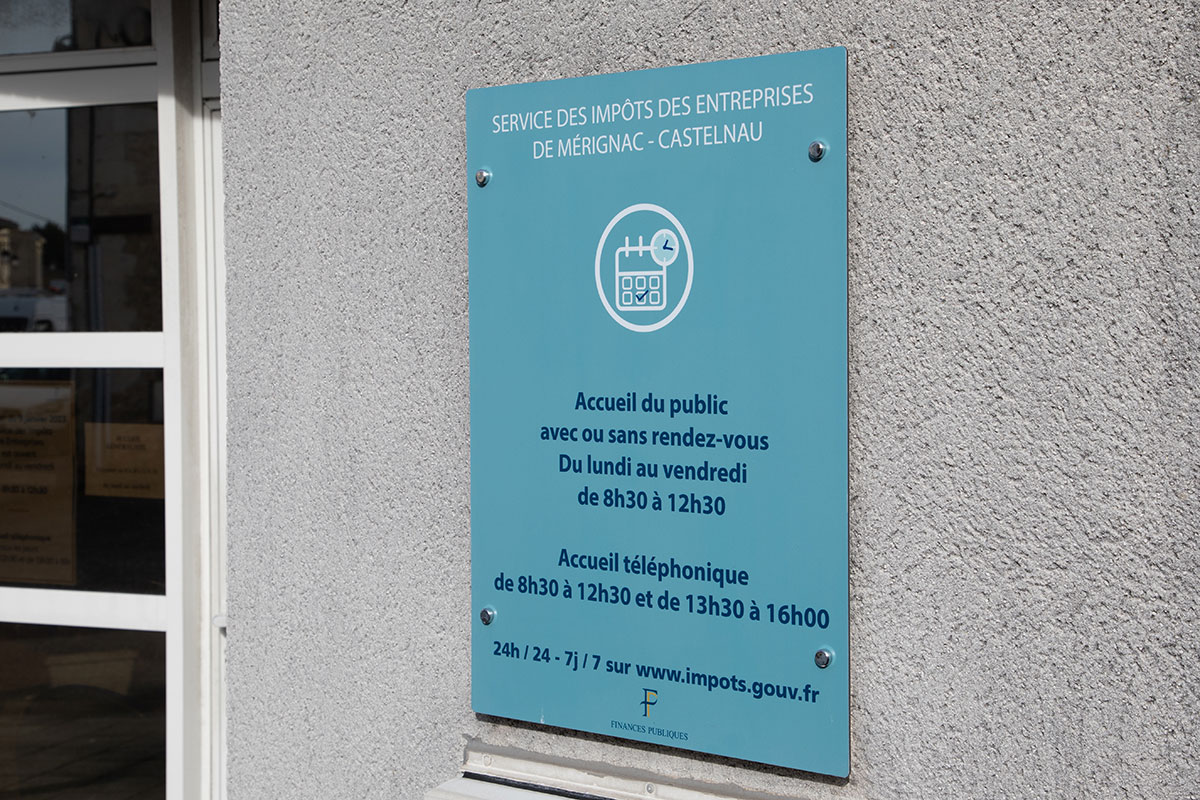 SERVICE DES IMPÔTS DES ENTREPRISES
DE MÉRIGNAC - CASTELNAU
Accueil du public
avec ou sans rendez-vous
Du lundi au vendredi
de 8h30 à 12h30
Accueil téléphonique
de 8h30 à 12h30 et de 13h30 à 16h00
24h / 24 - 7j / 7 sur www.impots.gouv.fr
FINANCES PUBLIQUES